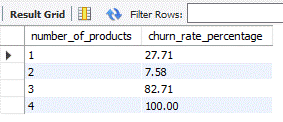 Result Grid Filter Rows:
number_of_products churn_rate_percentage
1 27.71
2 7.58
3 82.71
4 100.00